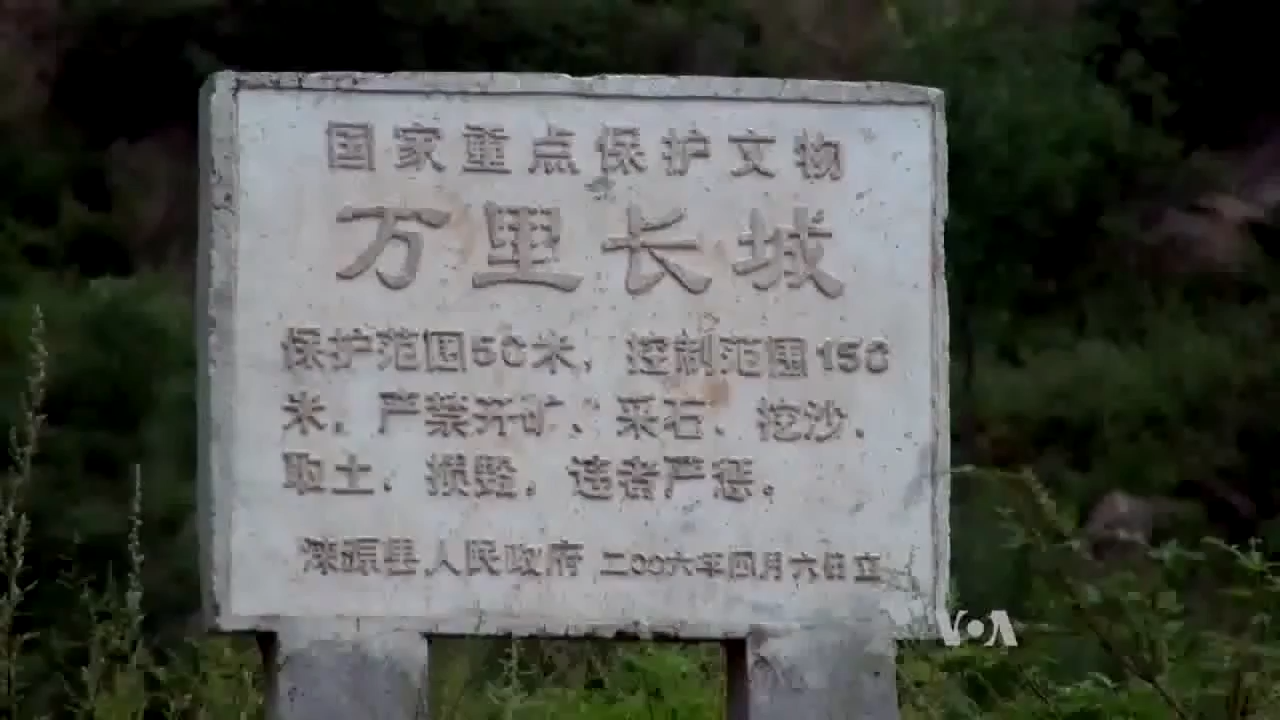 国家重点保护文物
万里长城
保护范围50米，控制范围150
米。严禁开矿、采石、挖沙、
取土、损毁，违者严惩。
涞源县人民政府 二00六年四月六日立
VOA